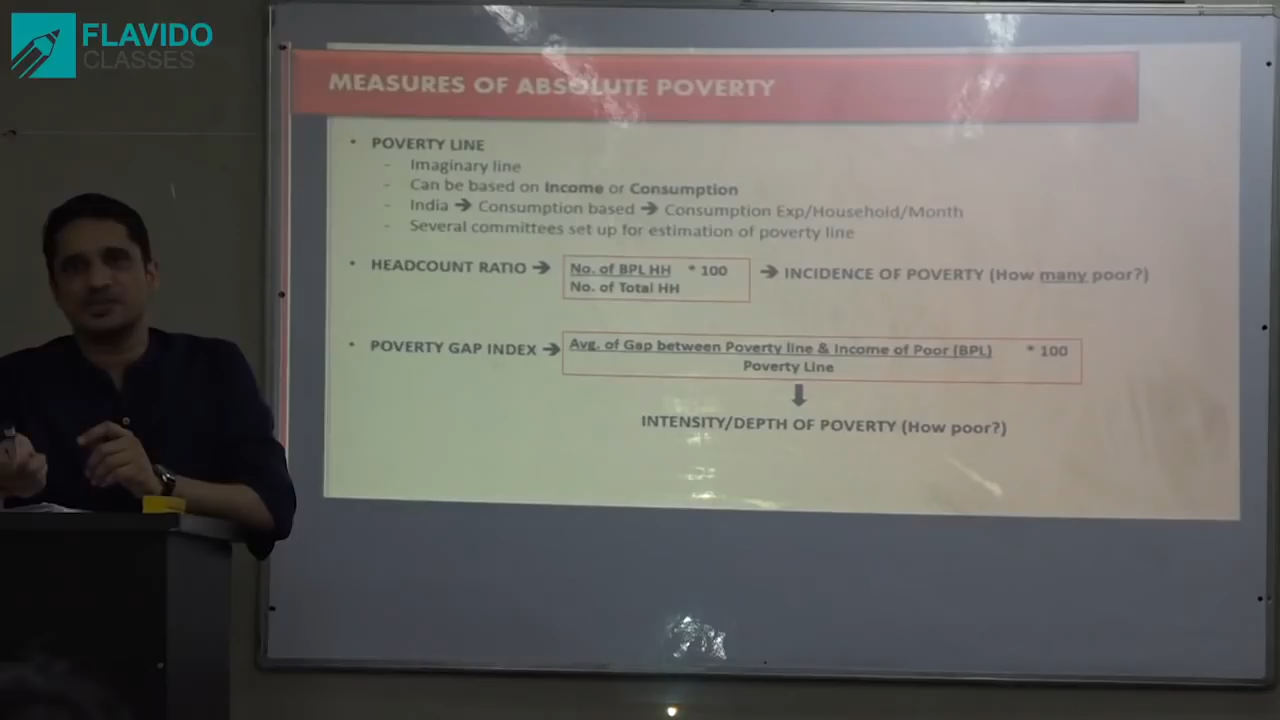 FLAVIDO
CLASSES
MEASURES OF ABSOLUTE POVERTY
• POVERTY LINE
- Imaginary line
- Can be based on Income or Consumption
- India → Consumption based → Consumption Exp/Household/Month
- Several committees set up for estimation of poverty line
• HEADCOUNT RATIO → No. of BPL HH * 100 → INCIDENCE OF POVERTY (How many poor?)
No. of Total HH
• POVERTY GAP INDEX → Avg. of Gap between Poverty line & Income of Poor (BPL) * 100
Poverty Line
INTENSITY/DEPTH OF POVERTY (How poor?)